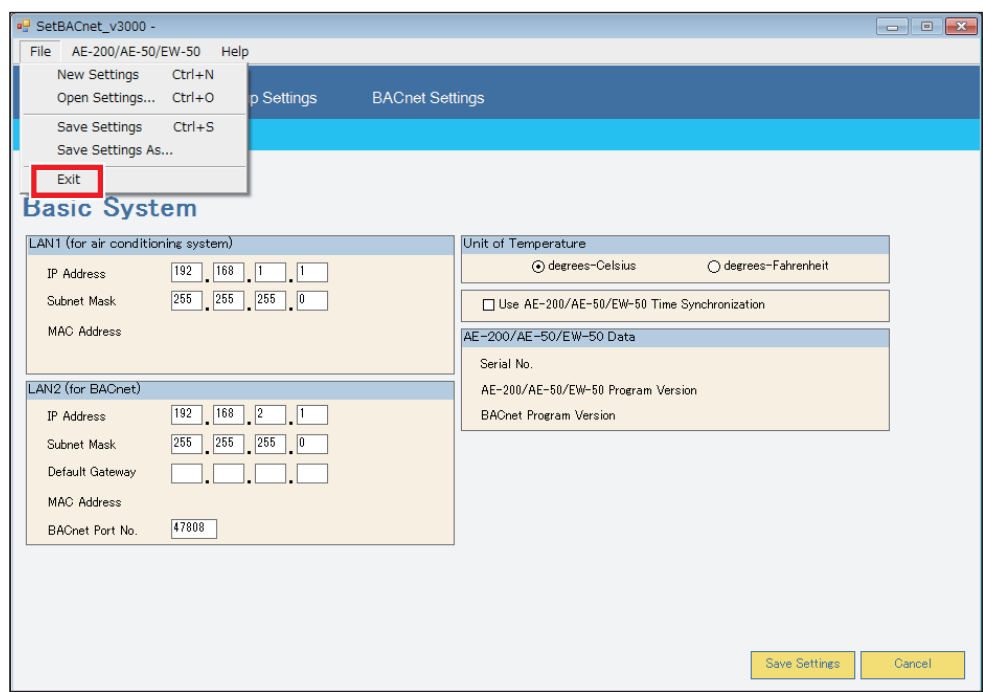 SetBACnet_v3000 -
File AE-200/AE-50/EW-50 Help
New Settings Ctrl+N
Open Settings... Ctrl+O
Save Settings Ctrl+S
Save Settings As...
Exit
Settings BACnet Settings
Basic System
LAN1 (for air conditioning system)
IP Address 192 . 168 . 1 . 1
Subnet Mask 255 . 255 . 255 . 0
MAC Address
LAN2 (for BACnet)
IP Address 192 . 168 . 2 . 1
Subnet Mask 255 . 255 . 255 . 0
Default Gateway . . .
MAC Address
BACnet Port No. 47808
Unit of Temperature
degrees-Celsius degrees-Fahrenheit
Use AE-200/AE-50/EW-50 Time Synchronization
AE-200/AE-50/EW-50 Data
Serial No.
AE-200/AE-50/EW-50 Program Version
BACnet Program Version
Save Settings Cancel